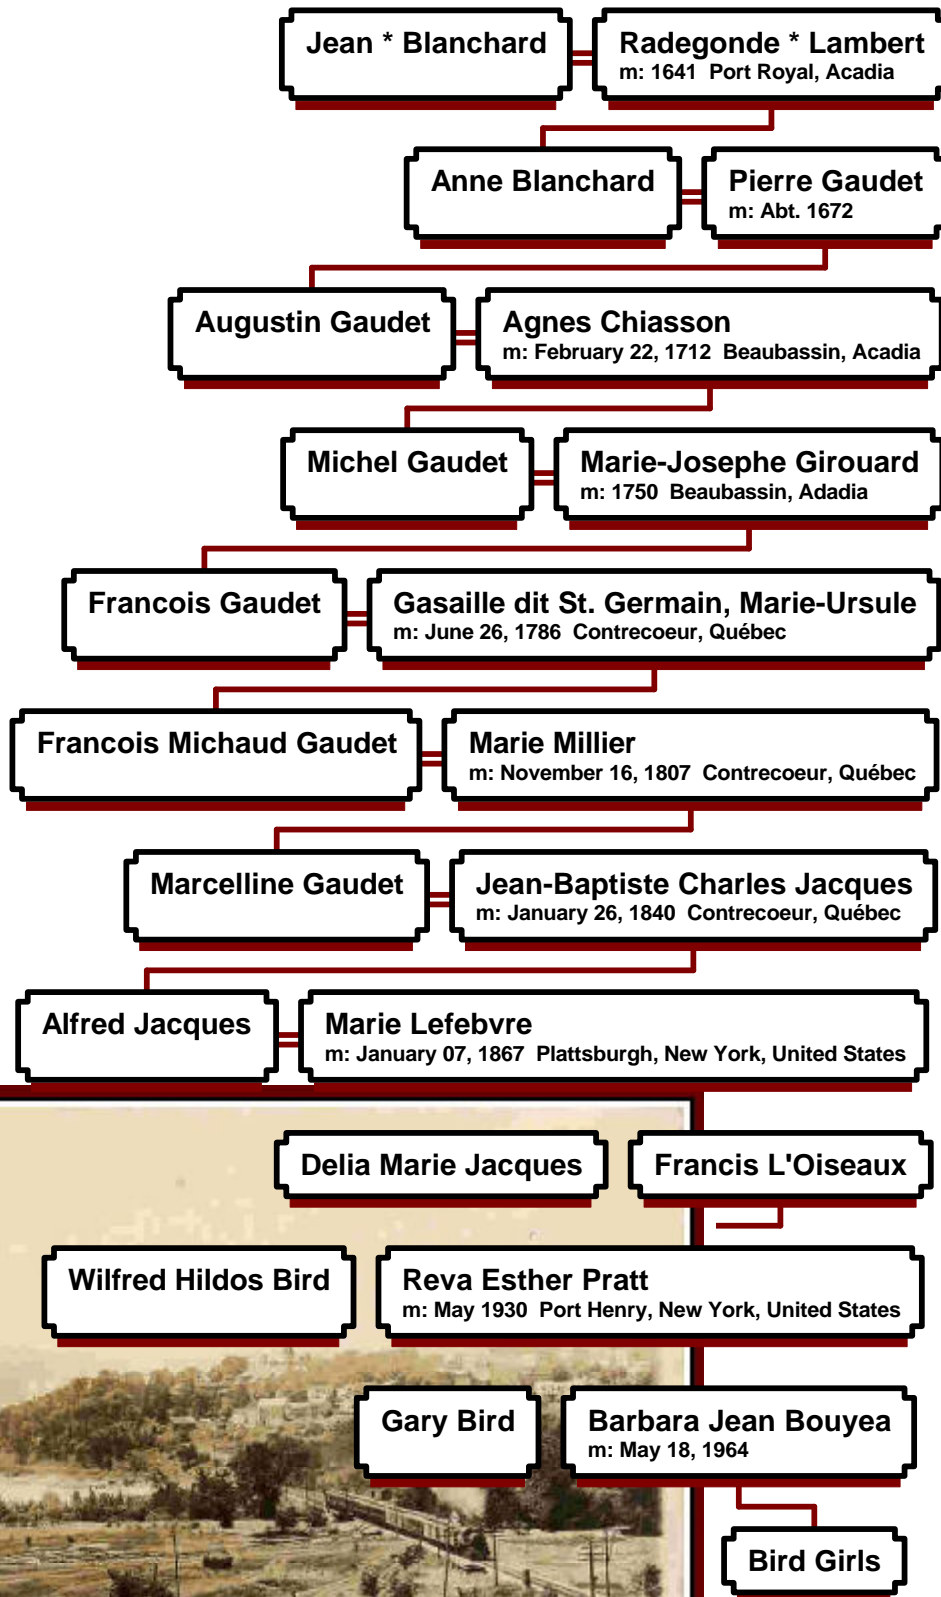 Jean * Blanchard
Radegonde * Lambert
m: 1641 Port Royal, Acadia
Anne Blanchard
Pierre Gaudet
m: Abt. 1672
Augustin Gaudet
Agnes Chiasson
m: February 22, 1712 Beaubassin, Acadia
Michel Gaudet
Marie-Josephe Girouard
m: 1750 Beaubassin, Adadia
Francois Gaudet
Gasaille dit St. Germain, Marie-Ursule
m: June 26, 1786 Contrecoeur, Québec
Francois Michaud Gaudet
Marie Millier
m: November 16, 1807 Contrecoeur, Québec
Marcelline Gaudet
Jean-Baptiste Charles Jacques
m: January 26, 1840 Contrecoeur, Québec
Alfred Jacques
Marie Lefebvre
m: January 07, 1867 Plattsburgh, New York, United States
Delia Marie Jacques
Francis L'Oiseaux
Wilfred Hildos Bird
Reva Esther Pratt
m: May 1930 Port Henry, New York, United States
Gary Bird
Barbara Jean Bouyea
m: May 18, 1964
Bird Girls